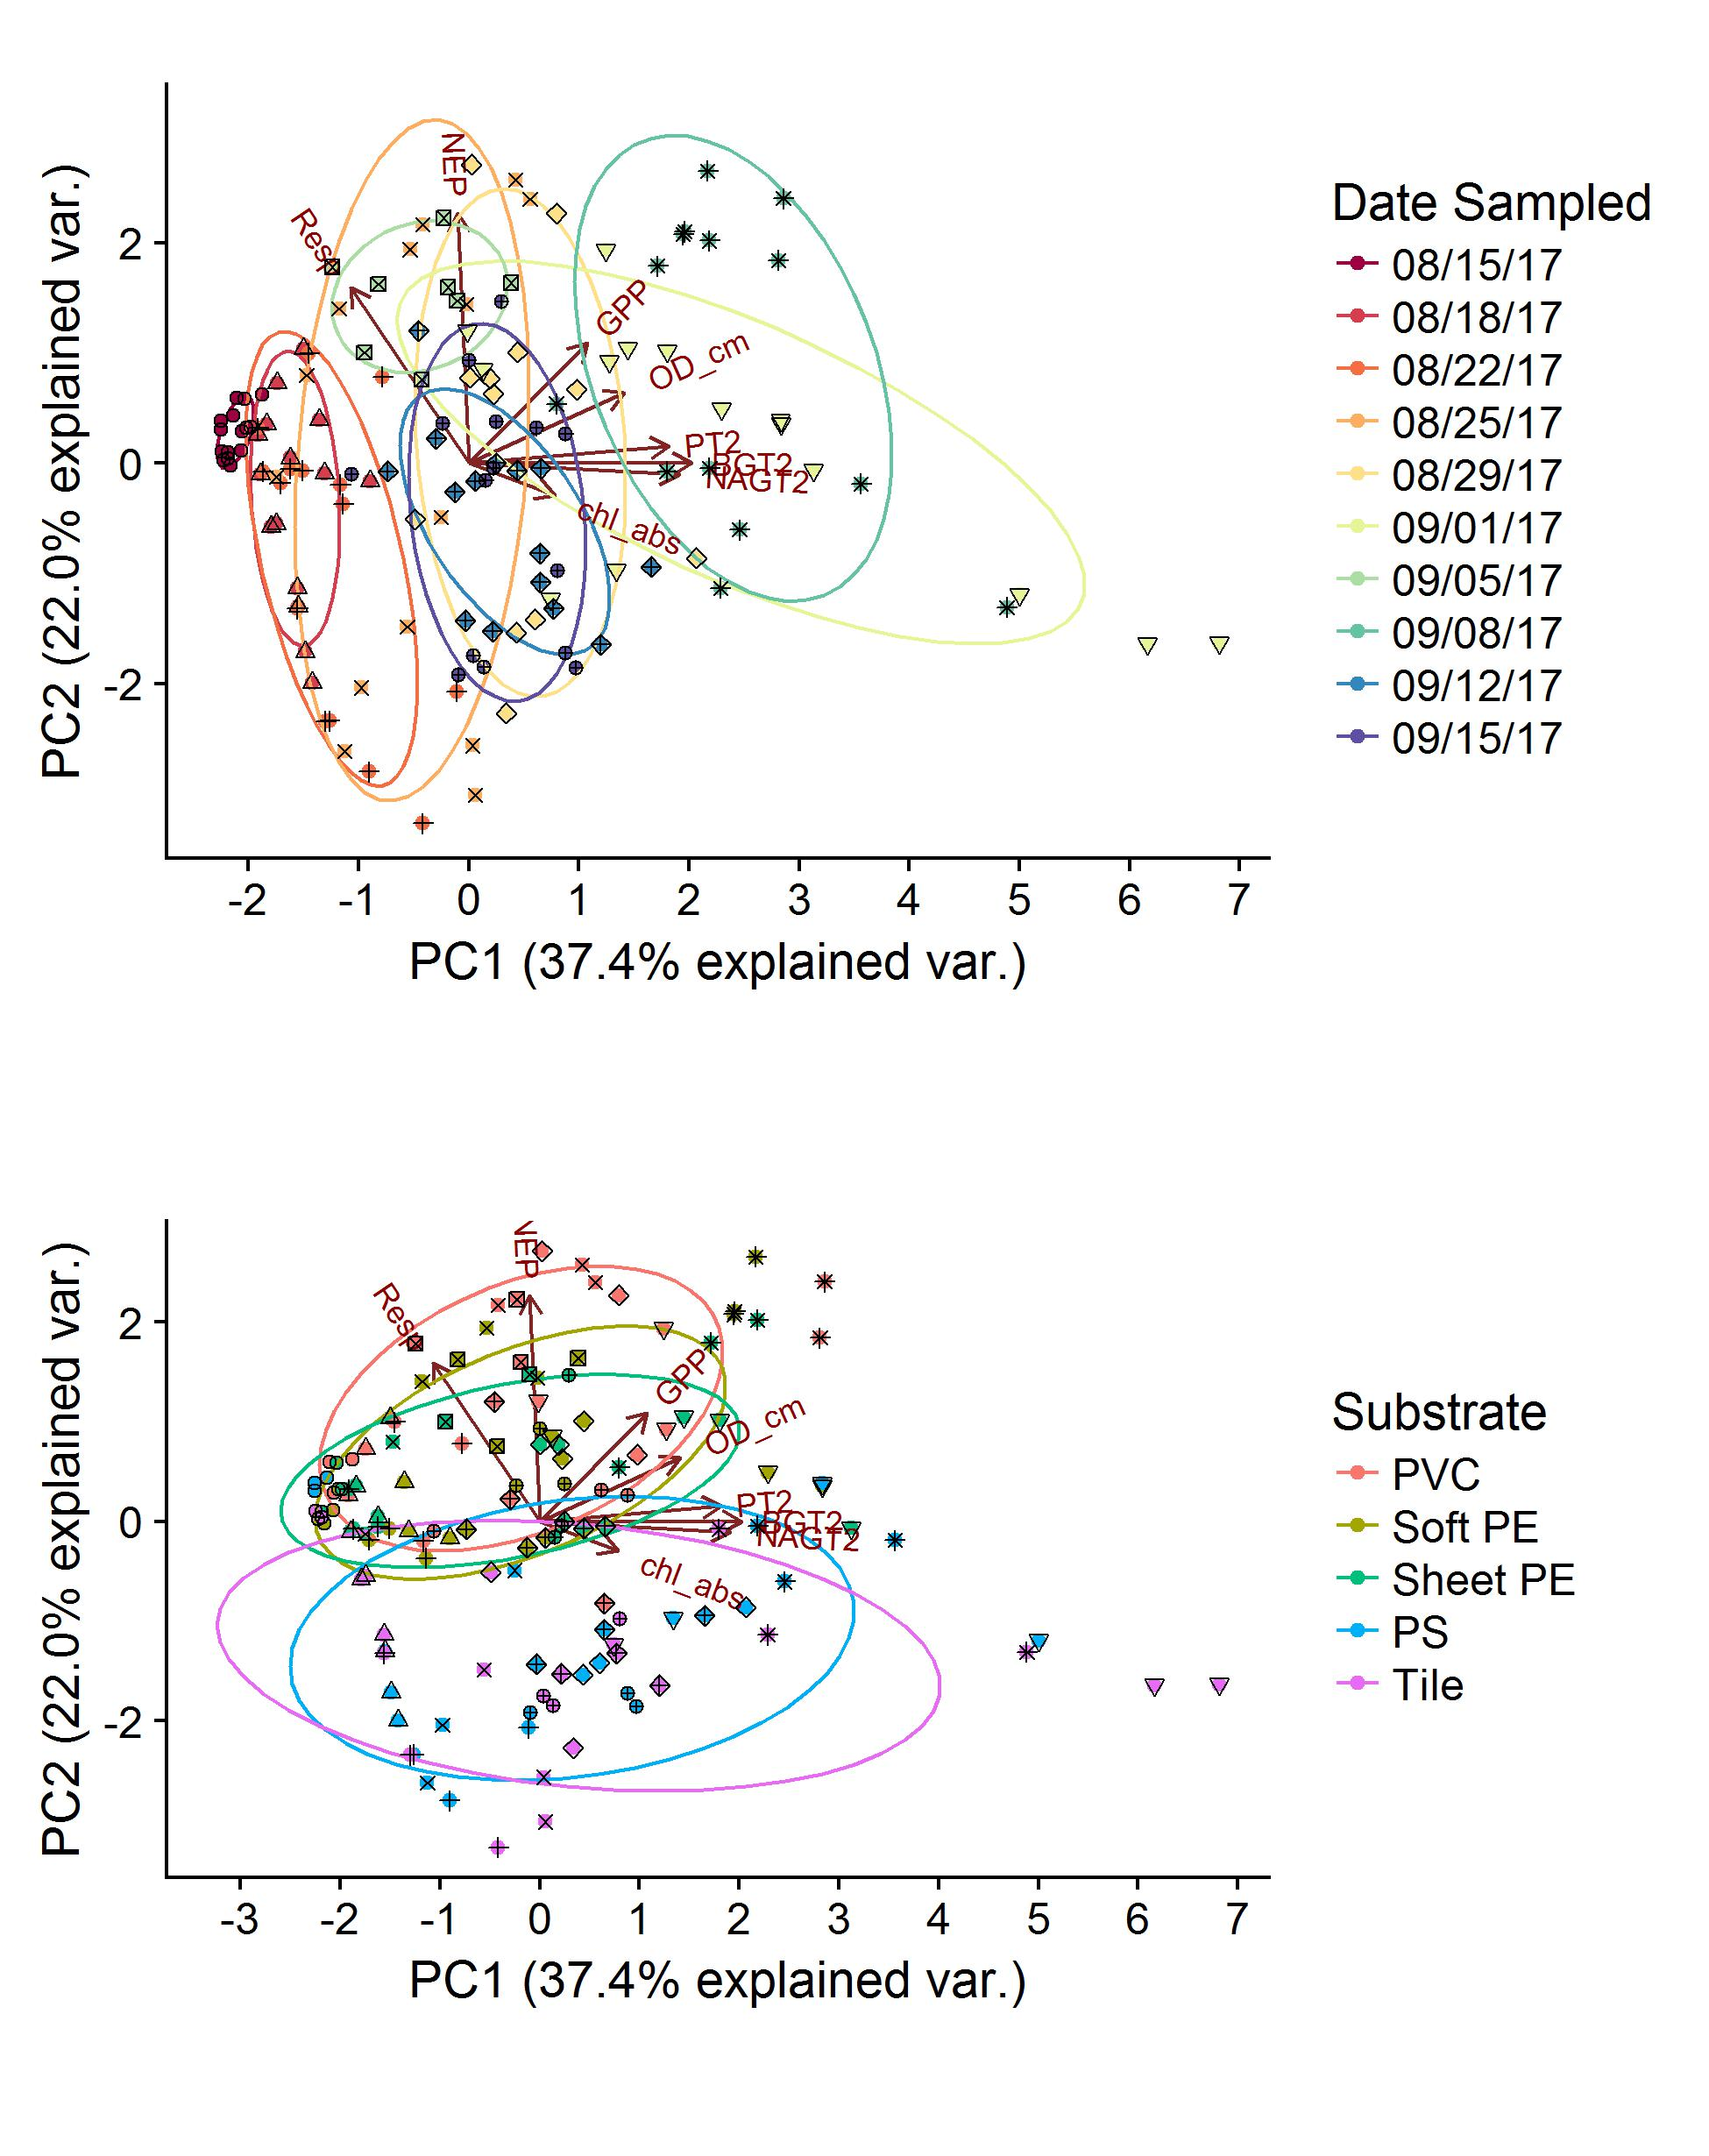 PC2 (22.0% explained var.)
2
0
-2
NEP
Resp
GPP
OD_cm
PT2
BGT2
NAGT2
chl_abs
-2 -1 0 1 2 3 4 5 6 7
PC1 (37.4% explained var.)
Date Sampled
08/15/17
08/18/17
08/22/17
08/25/17
08/29/17
09/01/17
09/05/17
09/08/17
09/12/17
09/15/17
PC2 (22.0% explained var.)
2
0
-2
NEP
Resp
GPP
OD_cm
PT2
BGT2
NAGT2
chl_abs
-3 -2 -1 0 1 2 3 4 5 6 7
PC1 (37.4% explained var.)
Substrate
PVC
Soft PE
Sheet PE
PS
Tile